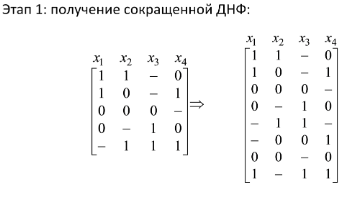 Этап 1: получение сокращенной ДНФ:
x₁ x₂ x₃ x₄
1 1 – 0
1 0 – 1
0 0 0 –
0 – 1 0
– 1 1 1
⇒
x₁ x₂ x₃ x₄
1 1 – 0
1 0 – 1
0 0 0 –
0 – 1 0
– 1 1 –
– 0 0 1
0 0 – 0
1 – 1 1